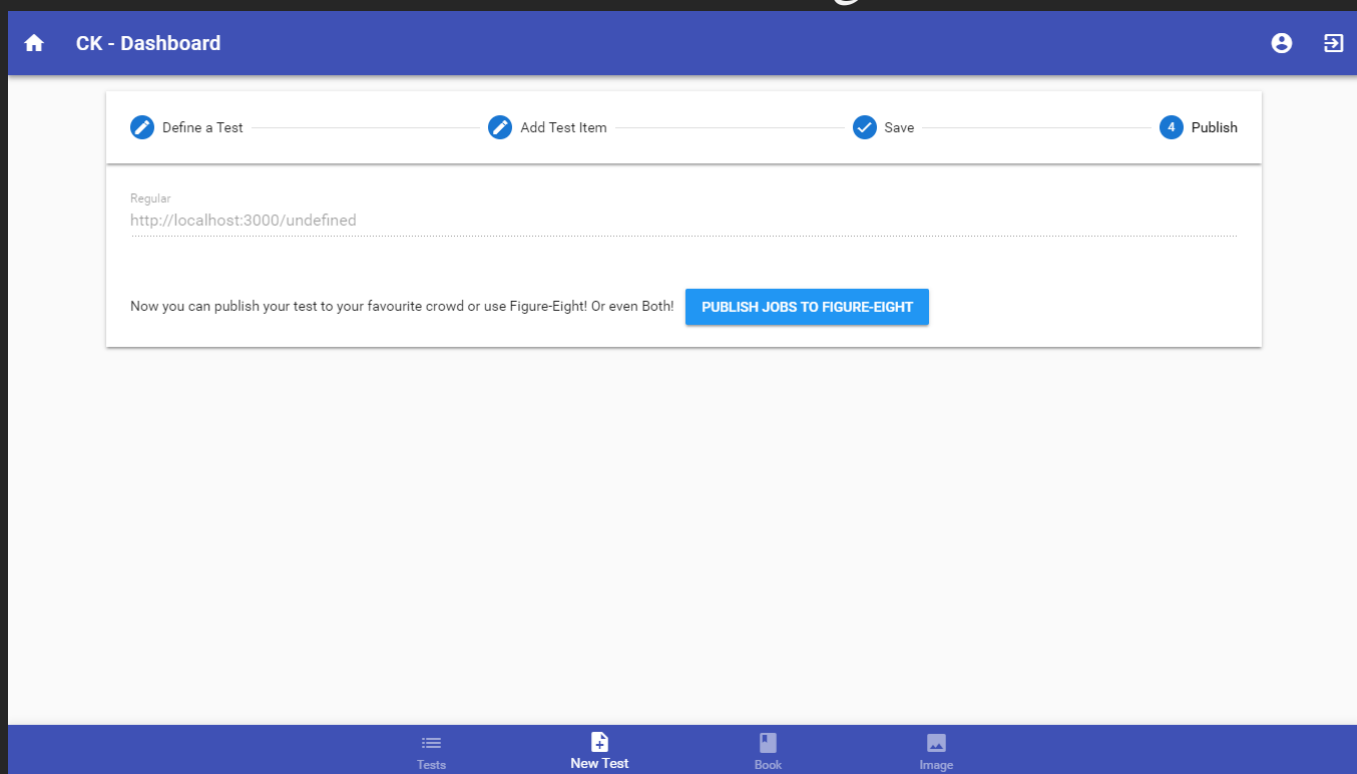 CK - Dashboard
Define a Test
Add Test Item
Save
4 Publish
Regular
http://localhost:3000/undefined
Now you can publish your test to your favourite crowd or use Figure-Eight! Or even Both! PUBLISH JOBS TO FIGURE-EIGHT
Tests
New Test
Book
Image